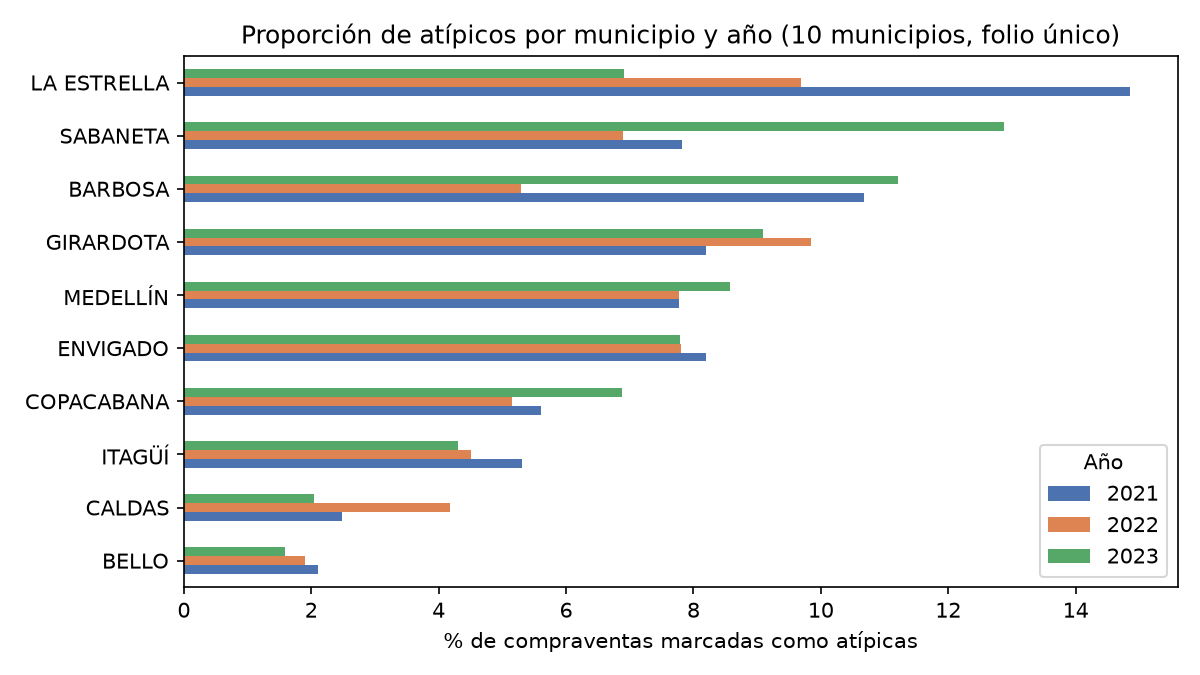 Proporción de atípicos por municipio y año (10 municipios, folio único)
LA ESTRELLA
SABANETA
BARBOSA
GIRARDOTA
MEDELLÍN
ENVIGADO
COPACABANA
ITAGÜÍ
CALDAS
BELLO
Año
2021
2022
2023
0 2 4 6 8 10 12 14
% de compraventas marcadas como atípicas